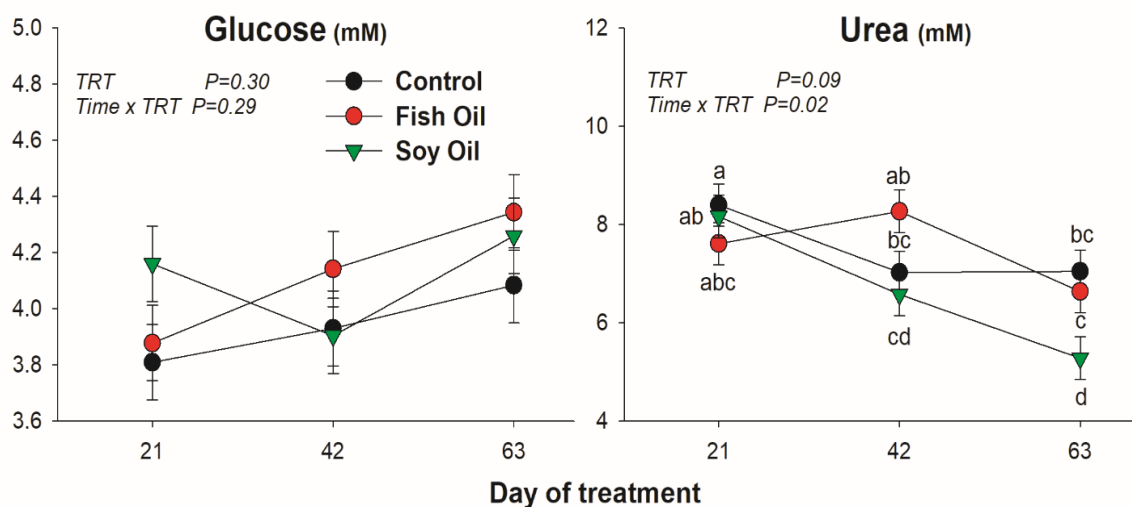 Glucose (mM)
TRT P=0.30
Time x TRT P=0.29
Control
Fish Oil
Soy Oil
5.0
4.8
4.6
4.4
4.2
4.0
3.8
3.6
21 42 63
Urea (mM)
TRT P=0.09
Time x TRT P=0.02
12
10
8
6
4
a
ab
abc
ab
bc
cd
bc
c
d
21 42 63
Day of treatment